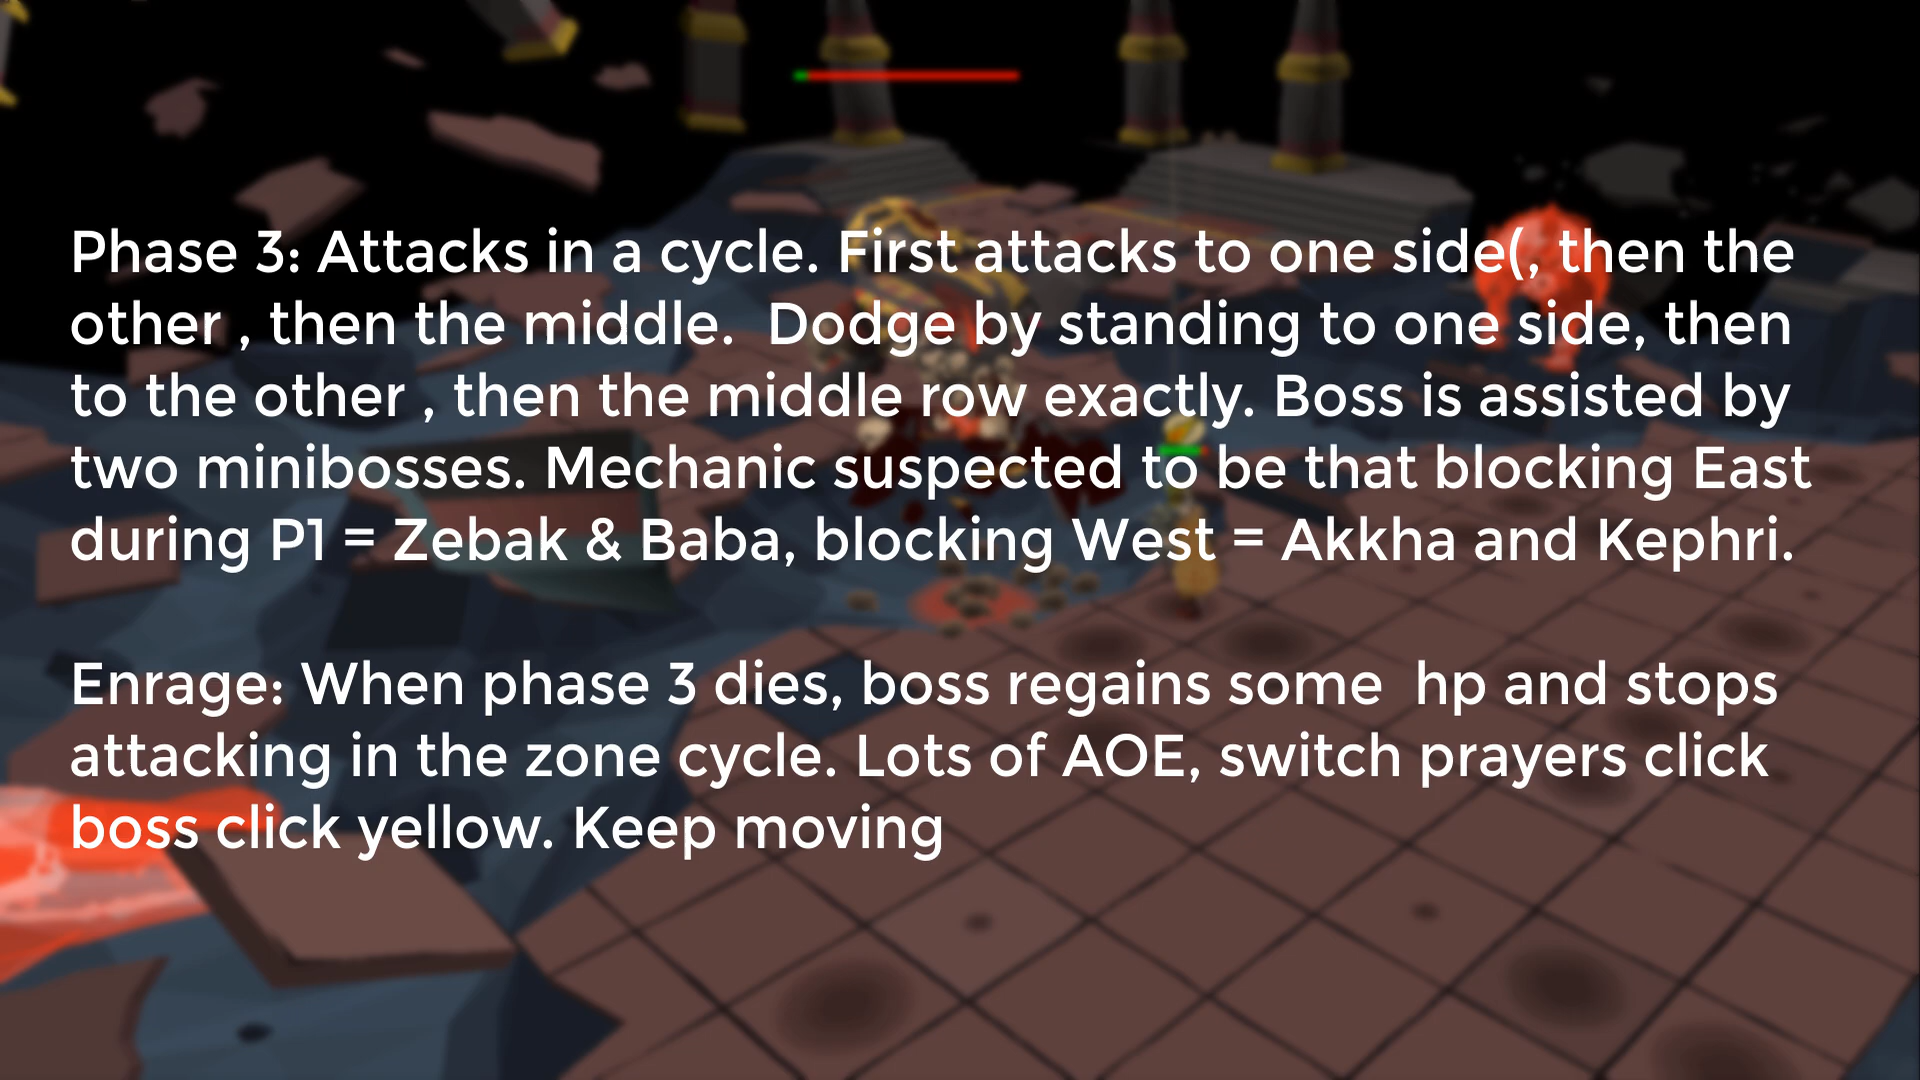 Phase 3: Attacks in a cycle. First attacks to one side(, then the
other , then the middle.  Dodge by standing to one side, then
to the other , then the middle row exactly. Boss is assisted by
two minibosses. Mechanic suspected to be that blocking East
during P1 = Zebak & Baba, blocking West = Akkha and Kephri.
Enrage: When phase 3 dies, boss regains some  hp and stops
attacking in the zone cycle. Lots of AOE, switch prayers click
boss click yellow. Keep moving